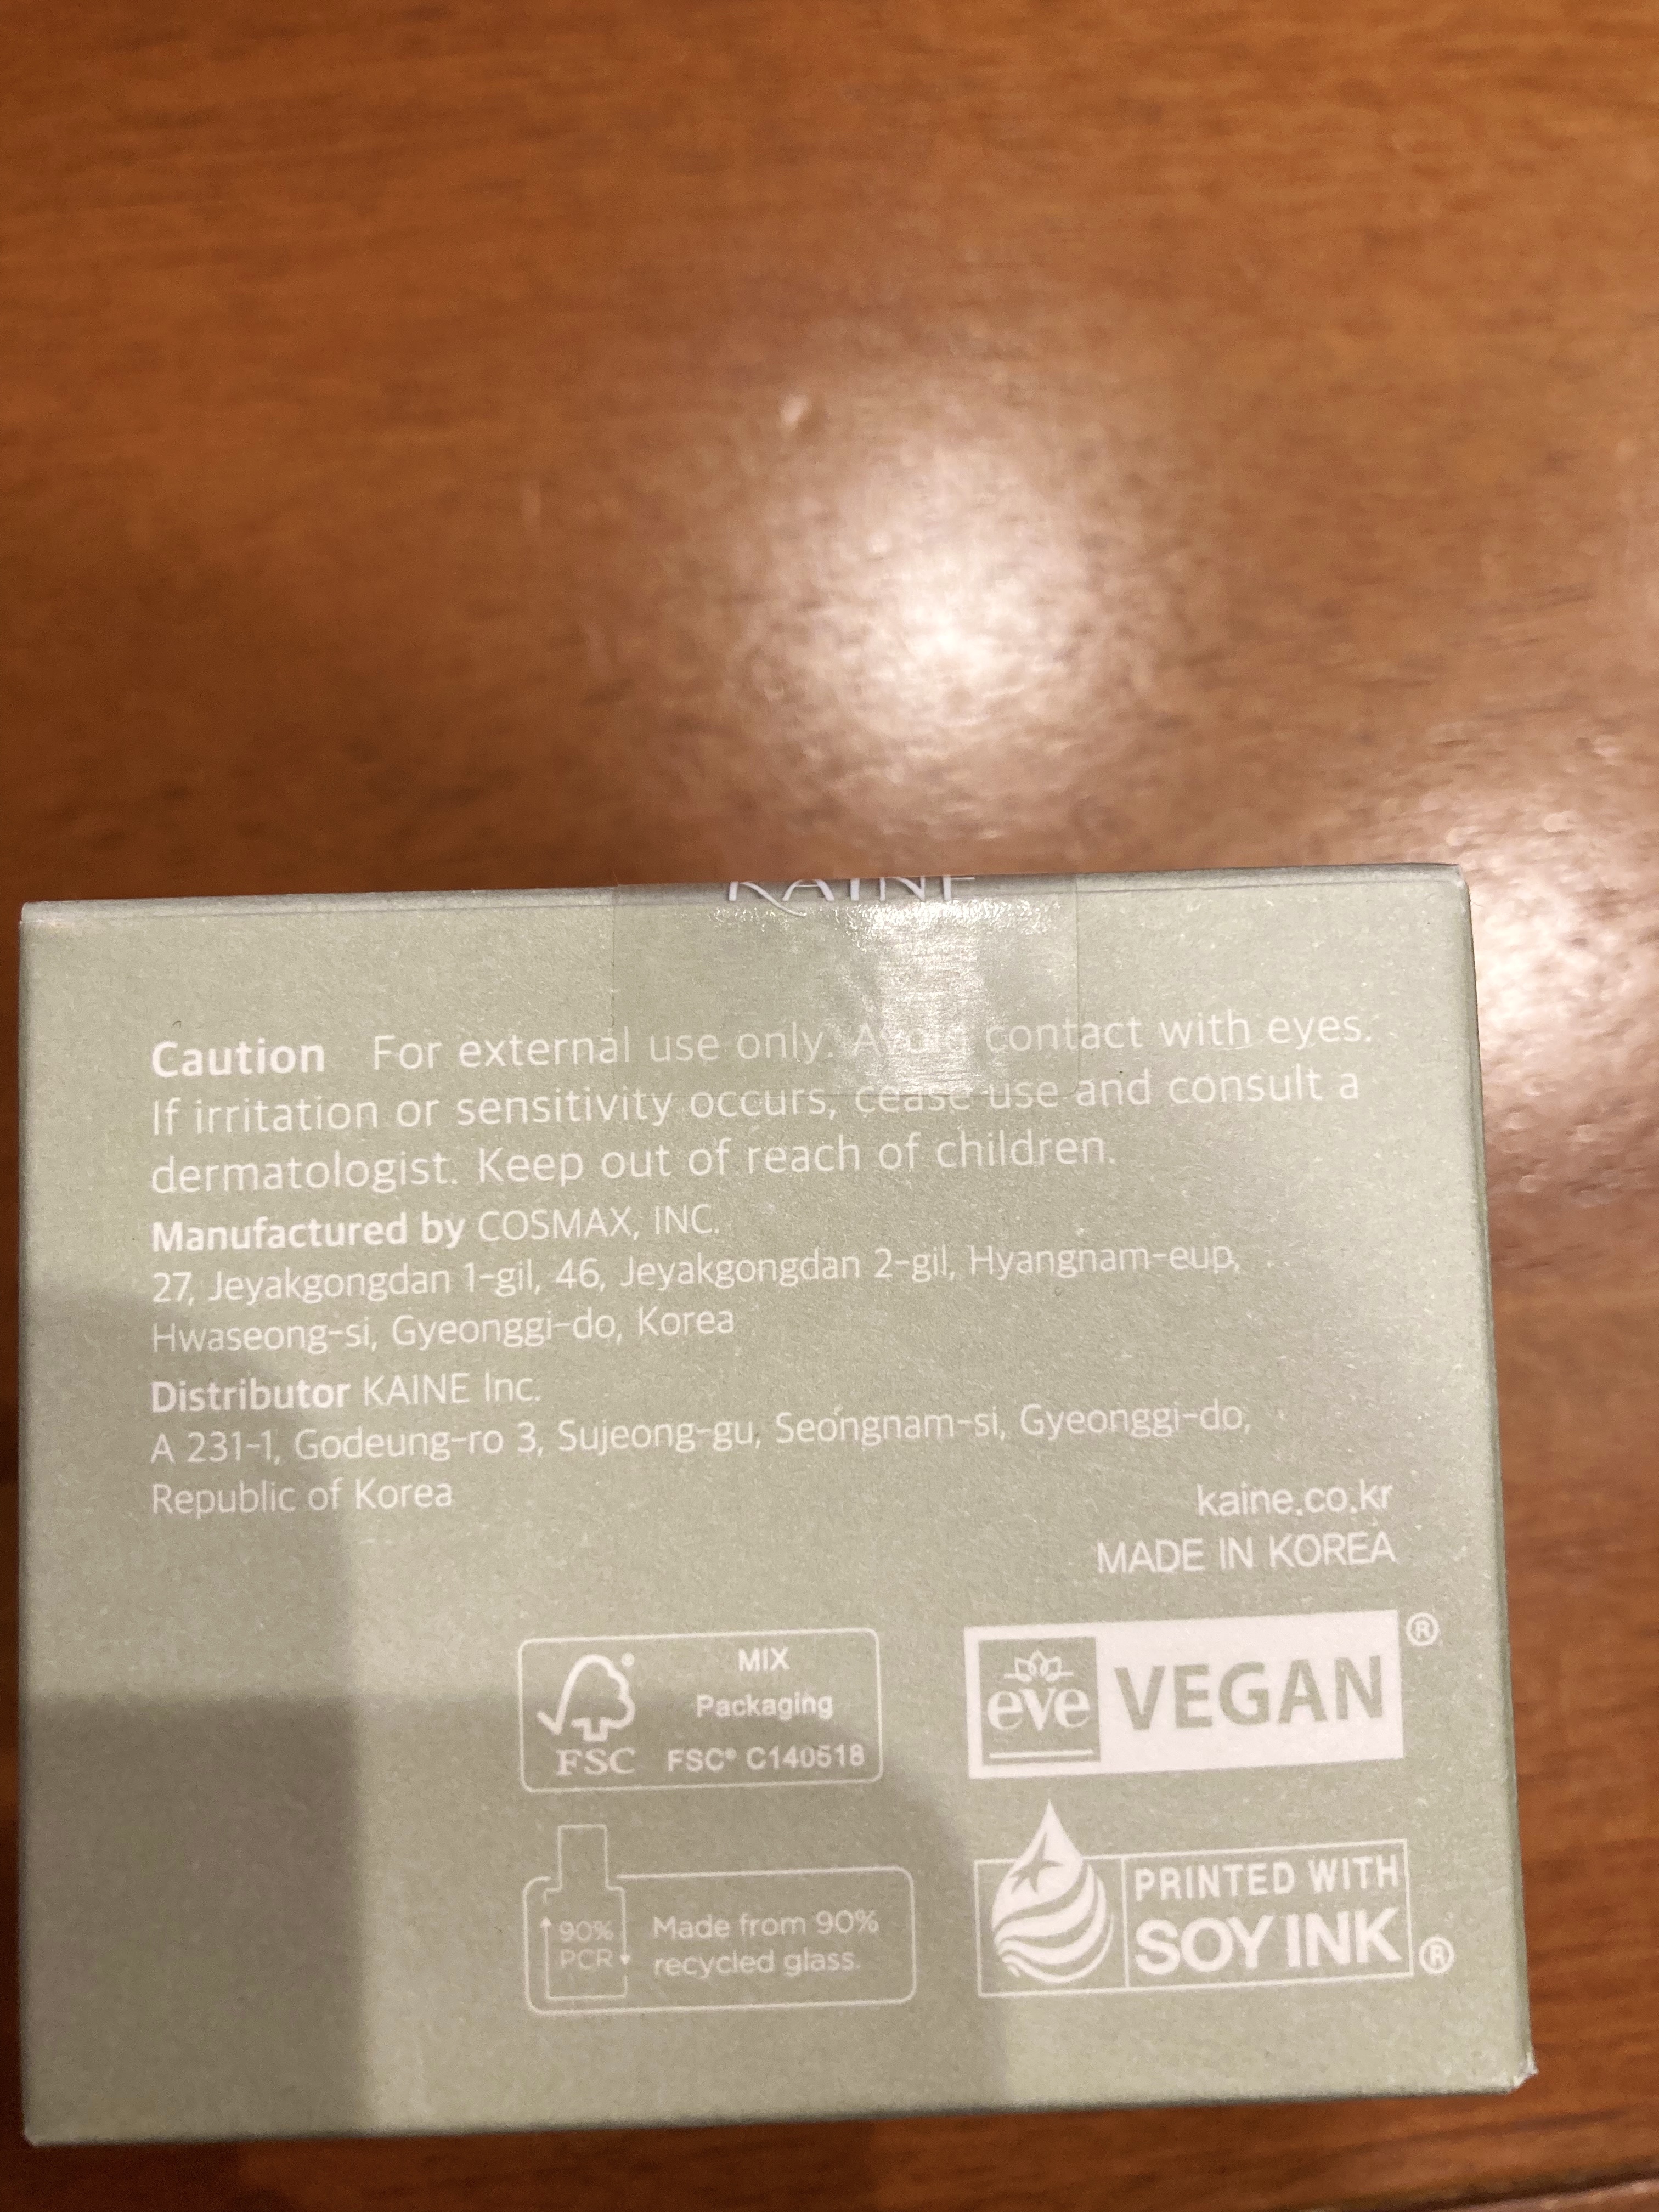 KAINE
Caution For external use only. Avoid contact with eyes.
If irritation or sensitivity occurs, cease use and consult a
dermatologist. Keep out of reach of children.
Manufactured by COSMAX, INC.
27, Jeyakgongdan 1-gil, 46, Jeyakgongdan 2-gil, Hyangnam-eup,
Hwaseong-si, Gyeonggi-do, Korea
Distributor KAINE Inc.
A 231-1, Godeung-ro 3, Sujeong-gu, Seongnam-si, Gyeonggi-do,
Republic of Korea
kaine.co.kr
MADE IN KOREA
FSC
MIX
Packaging
FSC® C140518
eve VEGAN ®
90%
PCR
Made from 90%
recycled glass.
PRINTED WITH
SOY INK ®